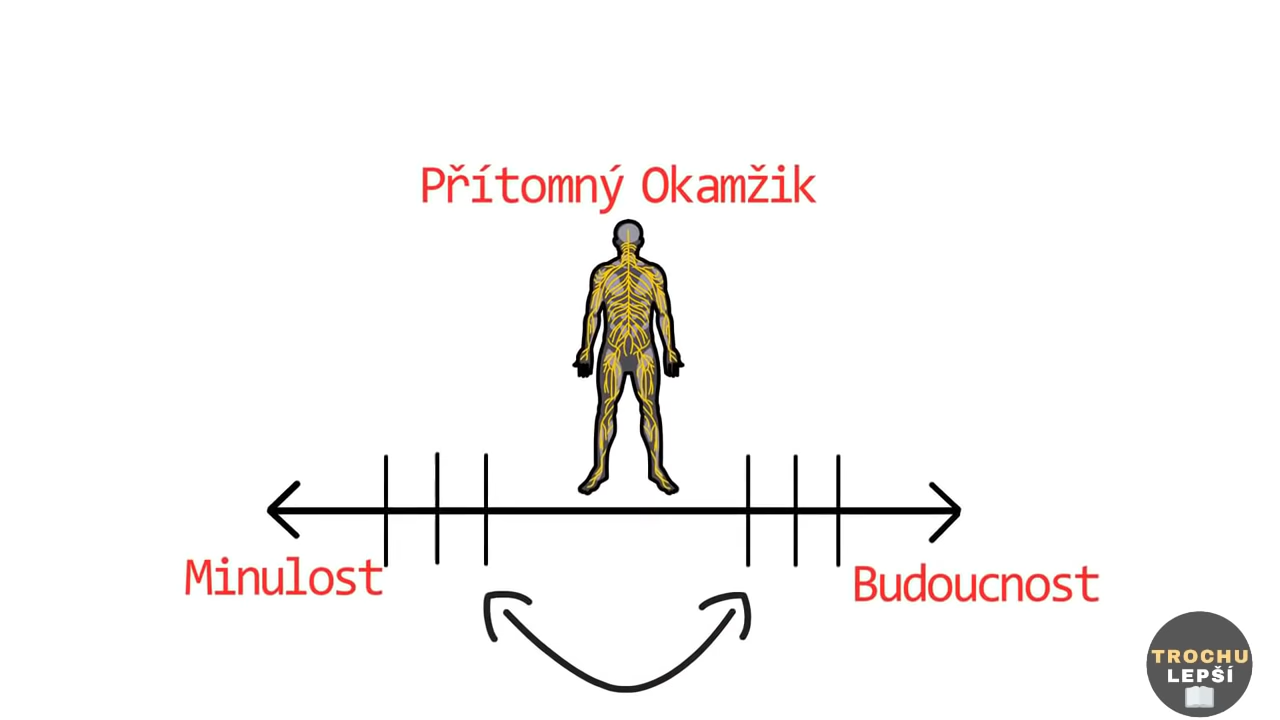 Přítomný Okamžik
Minulost
Budoucnost
TROCHU
LEPŠÍ